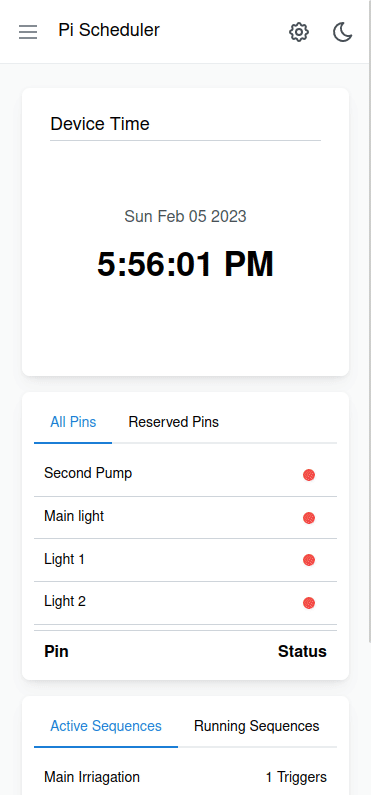 Pi Scheduler
Device Time
Sun Feb 05 2023
5:56:01 PM
All Pins Reserved Pins
Second Pump
Main light
Light 1
Light 2
Pin Status
Active Sequences Running Sequences
Main Irriagation 1 Triggers